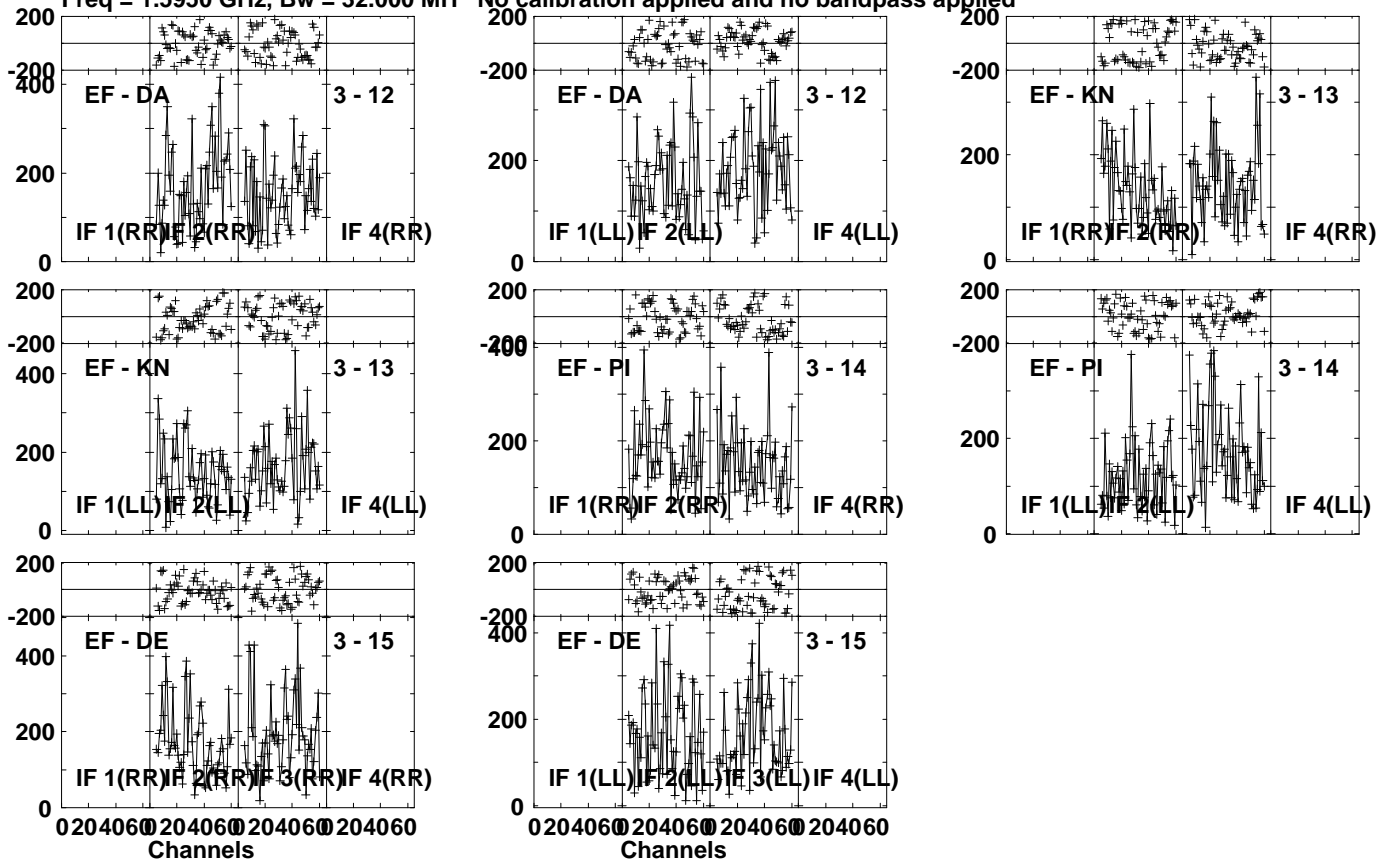 Freq = 1.5950 GHz, Bw = 32.000 MH No calibration applied and no bandpass applied
200 200 200
-200 -200 -200
400 EF - DA 3 - 12 EF - DA 3 - 12 EF - KN 3 - 13
200 200 200
IF 1(RR) IF 2(RR) IF 4(RR) IF 1(LL) IF 2(LL) IF 4(LL) IF 1(RR) IF 2(RR) IF 4(RR)
0 0 0
200 200 200
-200 -200 -200
400 EF - KN 3 - 13 400 EF - PI 3 - 14 EF - PI 3 - 14
200 200 200
IF 1(LL) IF 2(LL) IF 4(LL) IF 1(RR) IF 2(RR) IF 4(RR) IF 1(LL) IF 2(LL) IF 4(LL)
0 0 0
200 200
-200 -200
400 EF - DE 3 - 15 400 EF - DE 3 - 15
200 200
IF 1(RR) IF 2(RR) IF 3(RR) IF 4(RR) IF 1(LL) IF 2(LL) IF 3(LL) IF 4(LL)
0 0
0 20 40 60 0 20 40 60 0 20 40 60 0 20 40 60 0 20 40 60 0 20 40 60 0 20 40 60 0 20 40 60
Channels Channels